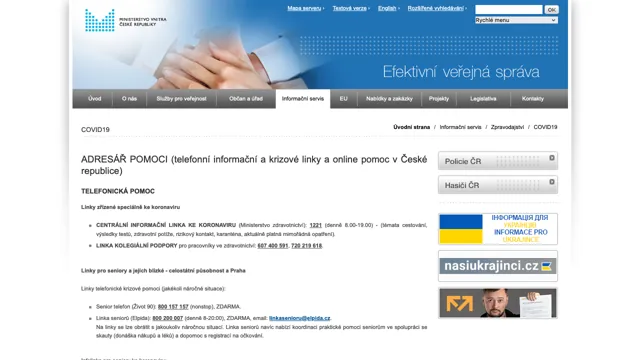 MINISTERSTVO VNITRA
ČESKÉ REPUBLIKY
Mapa serveru
Textová verze
English
Rozšířené vyhledávání
OK
Rychlé menu
Efektivní veřejná správa
Úvod
O nás
Služby pro veřejnost
Občan a úřad
Informační servis
EU
Nabídky a zakázky
Projekty
Legislativa
Kontakty
COVID19
Úvodní strana / Informační servis / Zpravodajství / COVID19
ADRESÁŘ POMOCI (telefonní informační a krizové linky a online pomoc v České
republice)
TELEFONICKÁ POMOC
Linky zřízené speciálně ke koronaviru
CENTRÁLNÍ INFORMAČNÍ LINKA KE KORONAVIRU (Ministerstvo zdravotnictví): 1221 (denně 8.00-19.00) - (témata cestování,
výsledky testů, zdravotní potíže, rizikový kontakt, karanténa, aktuálně platná mimořádná opatření).
LINKA KOLEGIÁLNÍ PODPORY pro pracovníky ve zdravotnictví: 607 400 591, 720 219 618.
Linky pro seniory a jejich blízké - celostátní působnost a Praha
Linky telefonické krizové pomoci (jakékoli náročné situace):
Senior telefon (Život 90): 800 157 157 (nonstop), ZDARMA.
Linka seniorů (Elpida): 800 200 007 (denně 8-20:00), ZDARMA, email: linkasenioru@elpida.cz.
Na linky se lze obrátit s jakoukoliv náročnou situací. Linka seniorů navíc nabízí koordinaci praktické pomoci seniorům ve spolupráci se
skauty (donáška nákupů a léků) a dopomoc s registrací na očkování.
Policie ČR
Hasiči ČR
ІНФОРМАЦІЯ ДЛЯ
УКРАЇНИ
INFORMACE PRO
UKRAJINCE
nasiukrajinci.cz